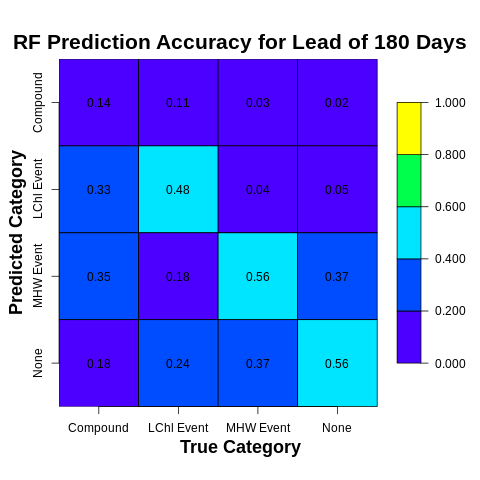 RF Prediction Accuracy for Lead of 180 Days
Predicted Category
Compound
0.14 0.11 0.03 0.02
LChl Event
0.33 0.48 0.04 0.05
MHW Event
0.35 0.18 0.56 0.37
None
0.18 0.24 0.37 0.56
Compound LChl Event MHW Event None
True Category
1.000
0.800
0.600
0.400
0.200
0.000